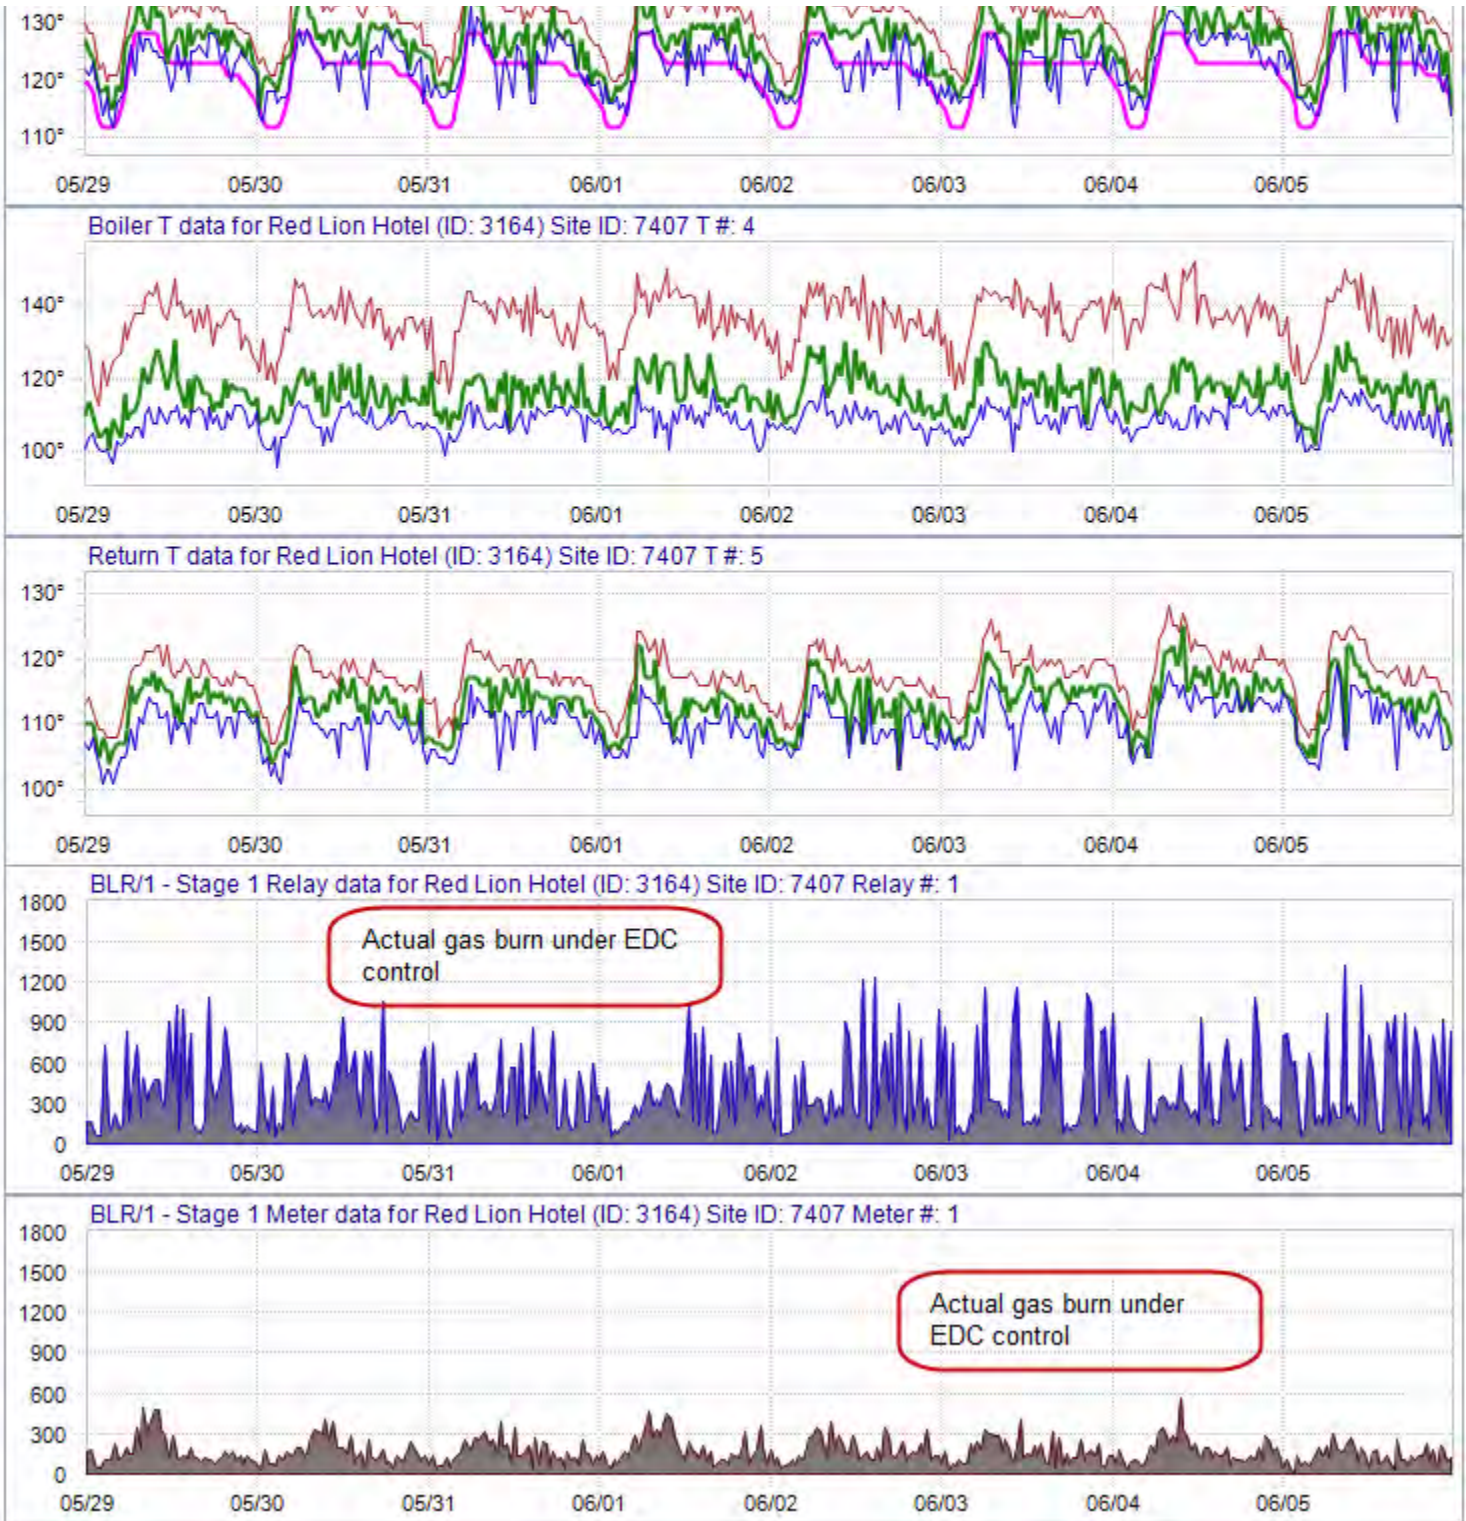 130°
120°
110°
05/29 05/30 05/31 06/01 06/02 06/03 06/04 06/05
Boiler T data for Red Lion Hotel (ID: 3164) Site ID: 7407 T #: 4
140°
120°
100°
05/29 05/30 05/31 06/01 06/02 06/03 06/04 06/05
Return T data for Red Lion Hotel (ID: 3164) Site ID: 7407 T #: 5
130°
120°
110°
100°
05/29 05/30 05/31 06/01 06/02 06/03 06/04 06/05
BLR/1 - Stage 1 Relay data for Red Lion Hotel (ID: 3164) Site ID: 7407 Relay #: 1
1800
Actual gas burn under EDC
1500
control
1200
900
600
300
0
05/29 05/30 05/31 06/01 06/02 06/03 06/04 06/05
BLR/1 - Stage 1 Meter data for Red Lion Hotel (ID: 3164) Site ID: 7407 Meter #: 1
1800
1500
Actual gas burn under
1200
EDC control
900
600
300
0
05/29 05/30 05/31 06/01 06/02 06/03 06/04 06/05